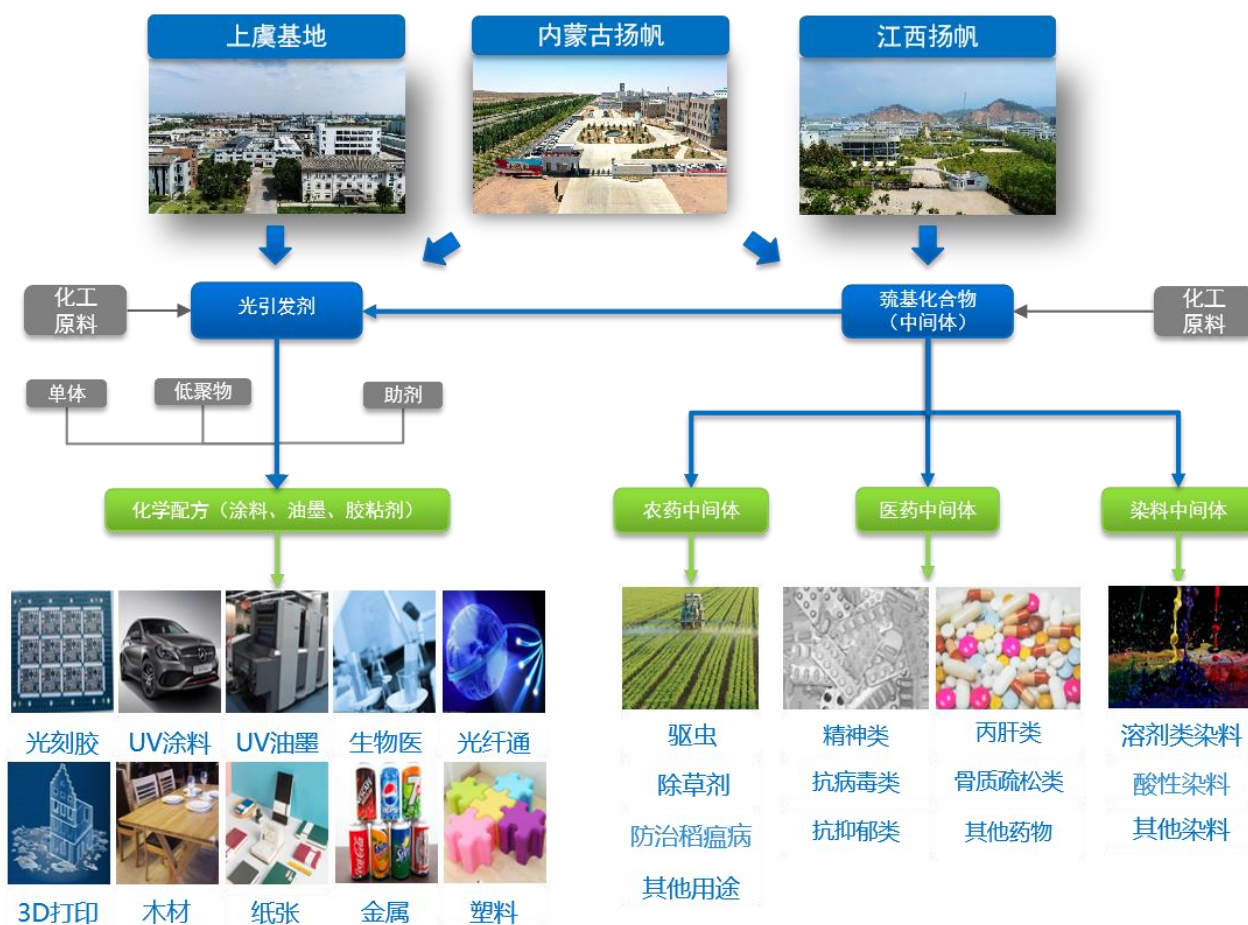 上虞基地
内蒙古扬帆
江西扬帆
化工
原料
光引发剂
巯基化合物
（中间体）
化工
原料
单体
低聚物
助剂
化学配方（涂料、油墨、胶粘剂）
农药中间体
医药中间体
染料中间体
光刻胶
UV涂料
UV油墨
生物医
光纤通
驱虫
精神类
丙肝类
溶剂类染料
除草剂
抗病毒类
骨质疏松类
酸性染料
防治稻瘟病
抗抑郁类
其他药物
其他染料
其他用途
3D打印
木材
纸张
金属
塑料